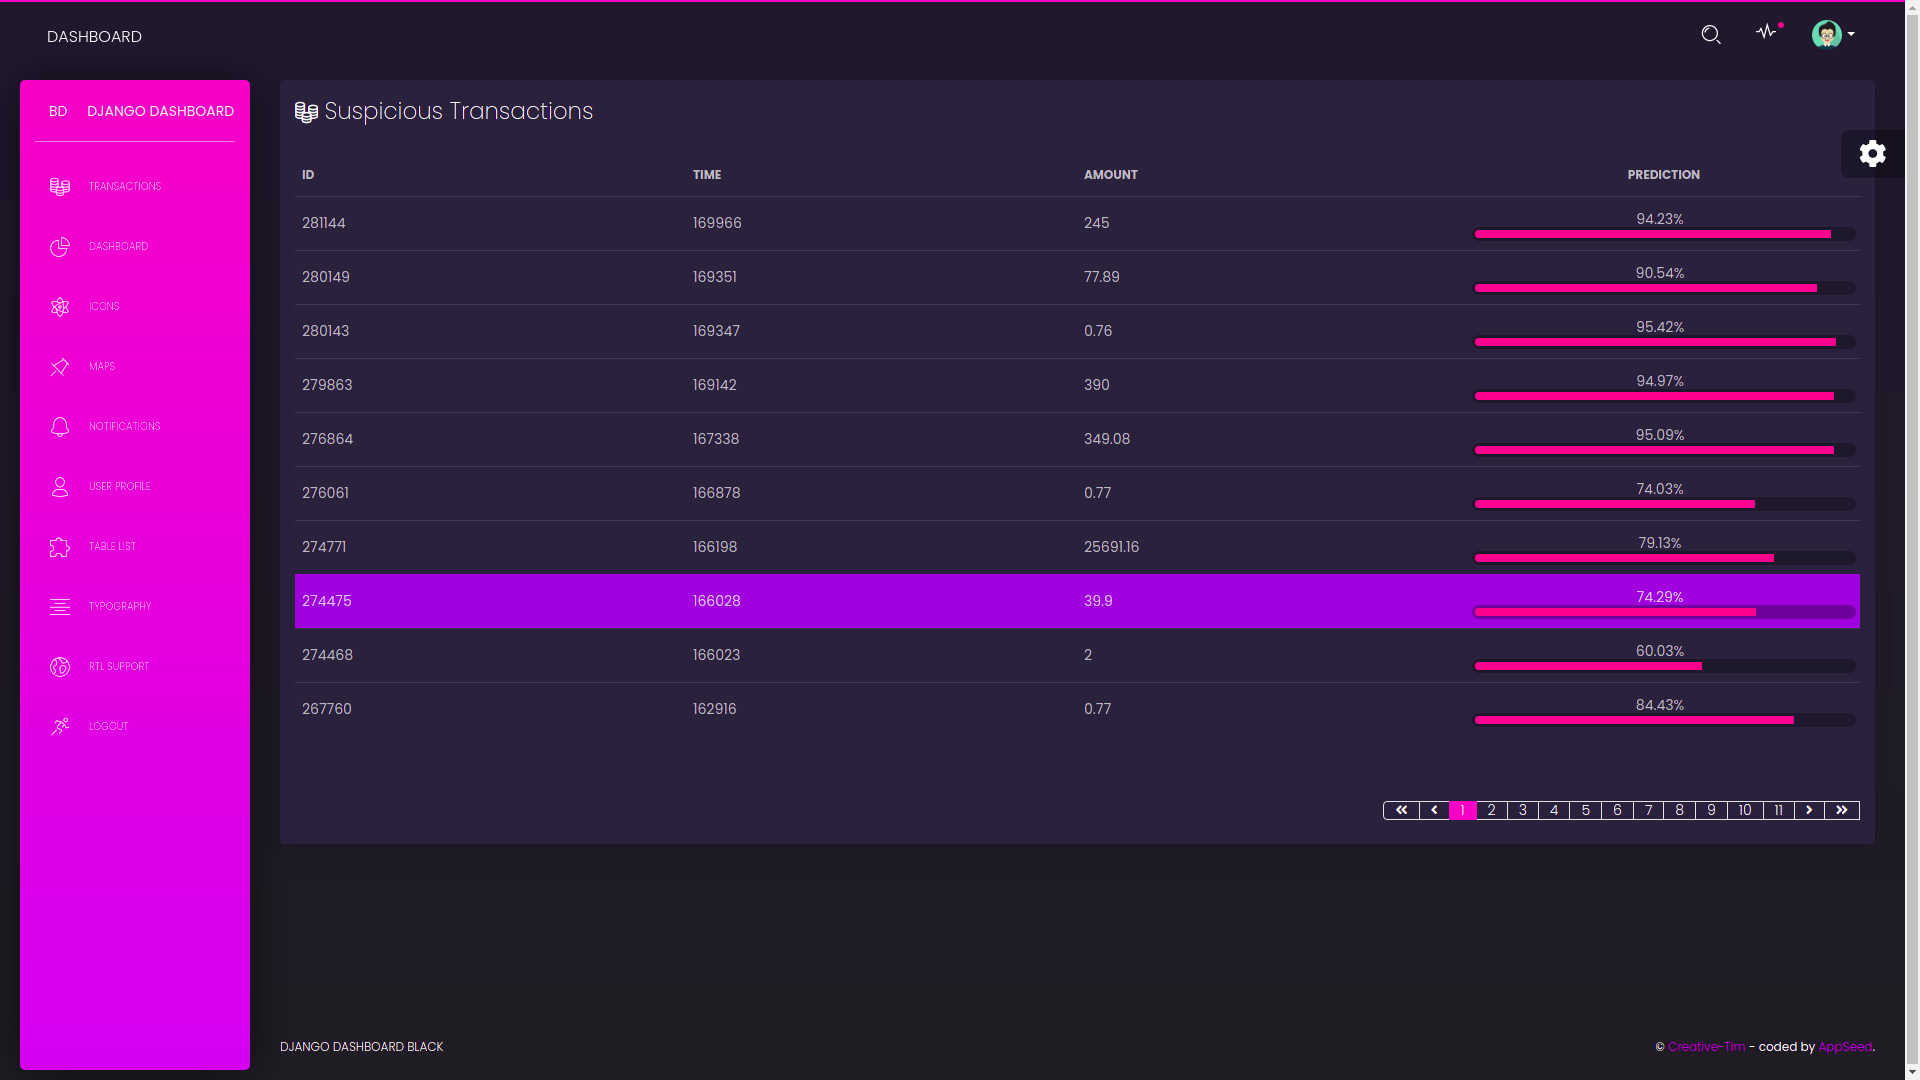 DASHBOARD
BD DJANGO DASHBOARD
TRANSACTIONS
DASHBOARD
ICONS
MAPS
NOTIFICATIONS
USER PROFILE
TABLE LIST
TYPOGRAPHY
RTL SUPPORT
LOGOUT
Suspicious Transactions
ID TIME AMOUNT PREDICTION
281144 169966 245 94.23%
280149 169351 77.89 90.54%
280143 169347 0.76 95.42%
279863 169142 390 94.97%
276864 167338 349.08 95.09%
276061 166878 0.77 74.03%
274771 166198 25691.16 79.13%
274475 166028 39.9 74.29%
274468 166023 2 60.03%
267760 162916 0.77 84.43%
1 2 3 4 5 6 7 8 9 10 11
DJANGO DASHBOARD BLACK
© Creative-Tim - coded by AppSeed.